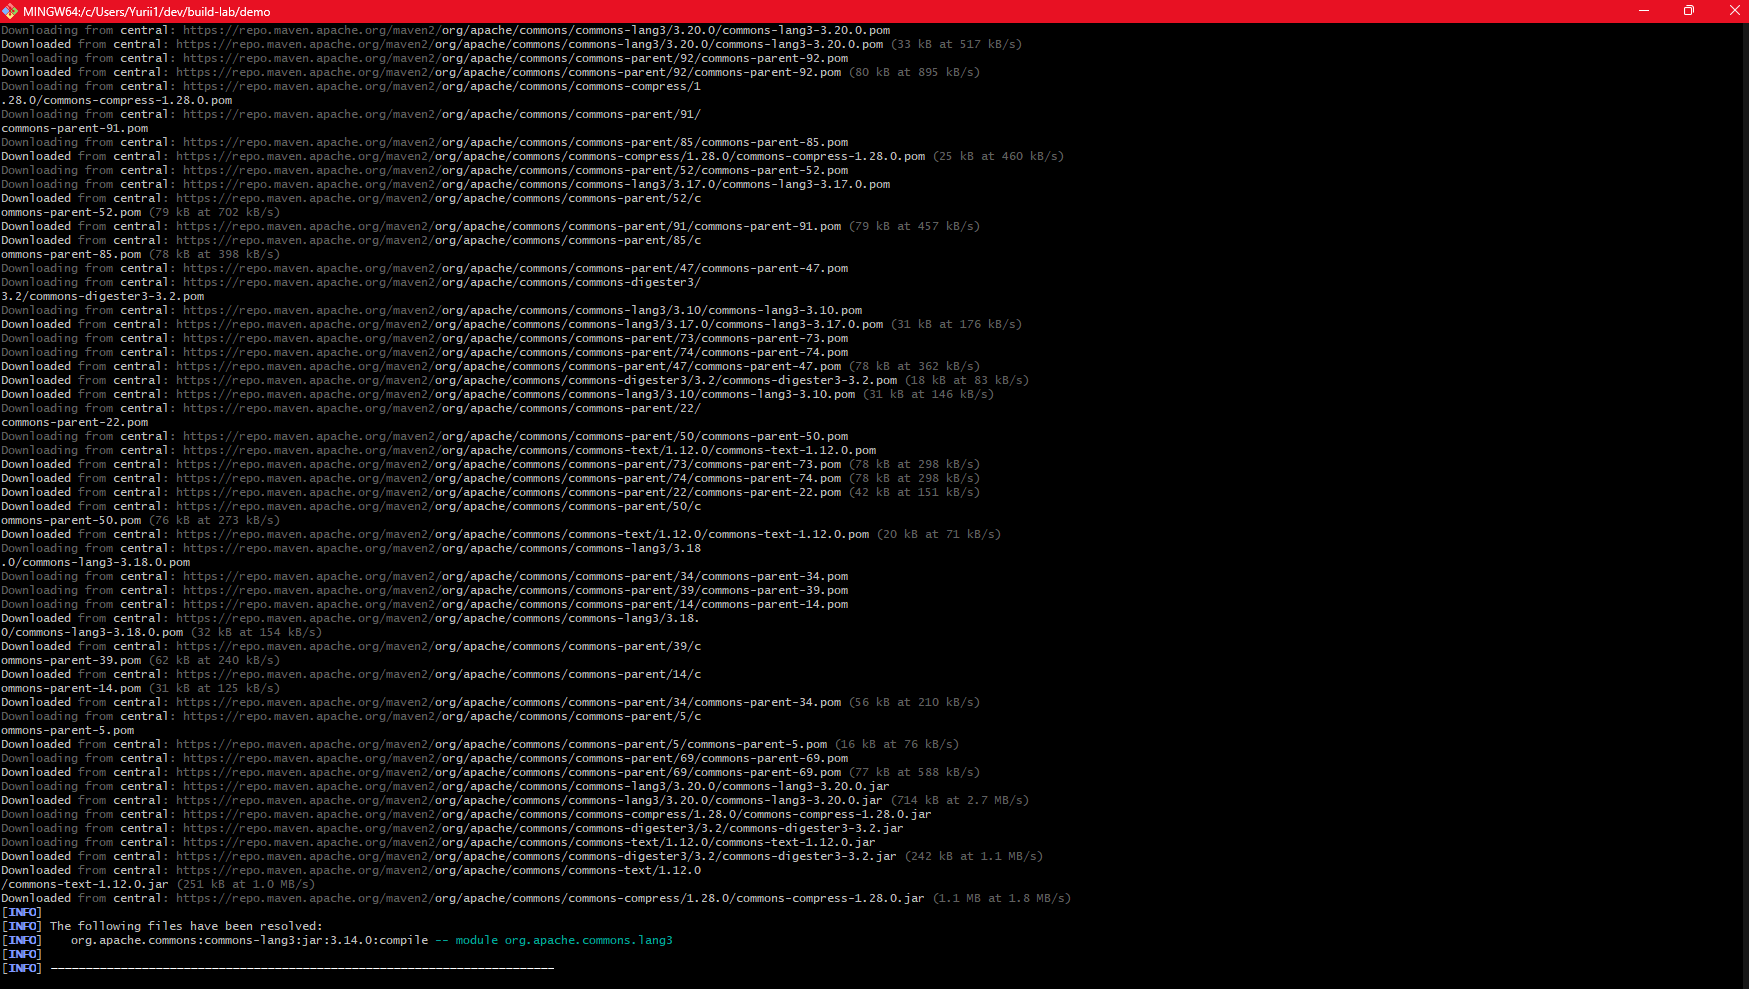 MINGW64:/c/Users/Yurii1/dev/build-lab/demo
Downloading from central: https://repo.maven.apache.org/maven2/org/apache/commons/commons-lang3/3.20.0/commons-lang3-3.20.0.pom
Downloaded from central: https://repo.maven.apache.org/maven2/org/apache/commons/commons-lang3/3.20.0/commons-lang3-3.20.0.pom (33 kB at 517 kB/s)
Downloading from central: https://repo.maven.apache.org/maven2/org/apache/commons/commons-parent/92/commons-parent-92.pom
Downloaded from central: https://repo.maven.apache.org/maven2/org/apache/commons/commons-parent/92/commons-parent-92.pom (80 kB at 895 kB/s)
Downloading from central: https://repo.maven.apache.org/maven2/org/apache/commons/commons-compress/1
.28.0/commons-compress-1.28.0.pom
Downloading from central: https://repo.maven.apache.org/maven2/org/apache/commons/commons-parent/91/
commons-parent-91.pom
Downloading from central: https://repo.maven.apache.org/maven2/org/apache/commons/commons-parent/85/commons-parent-85.pom
Downloaded from central: https://repo.maven.apache.org/maven2/org/apache/commons/commons-compress/1.28.0/commons-compress-1.28.0.pom (25 kB at 460 kB/s)
Downloading from central: https://repo.maven.apache.org/maven2/org/apache/commons/commons-parent/52/commons-parent-52.pom
Downloading from central: https://repo.maven.apache.org/maven2/org/apache/commons/commons-lang3/3.17.0/commons-lang3-3.17.0.pom
Downloaded from central: https://repo.maven.apache.org/maven2/org/apache/commons/commons-parent/52/c
ommons-parent-52.pom (79 kB at 702 kB/s)
Downloaded from central: https://repo.maven.apache.org/maven2/org/apache/commons/commons-parent/91/commons-parent-91.pom (79 kB at 457 kB/s)
Downloaded from central: https://repo.maven.apache.org/maven2/org/apache/commons/commons-parent/85/c
ommons-parent-85.pom (78 kB at 398 kB/s)
Downloading from central: https://repo.maven.apache.org/maven2/org/apache/commons/commons-parent/47/commons-parent-47.pom
Downloading from central: https://repo.maven.apache.org/maven2/org/apache/commons/commons-digester3/
3.2/commons-digester3-3.2.pom
Downloading from central: https://repo.maven.apache.org/maven2/org/apache/commons/commons-lang3/3.10/commons-lang3-3.10.pom
Downloaded from central: https://repo.maven.apache.org/maven2/org/apache/commons/commons-lang3/3.17.0/commons-lang3-3.17.0.pom (31 kB at 176 kB/s)
Downloading from central: https://repo.maven.apache.org/maven2/org/apache/commons/commons-parent/73/commons-parent-73.pom
Downloading from central: https://repo.maven.apache.org/maven2/org/apache/commons/commons-parent/74/commons-parent-74.pom
Downloaded from central: https://repo.maven.apache.org/maven2/org/apache/commons/commons-parent/47/commons-parent-47.pom (78 kB at 362 kB/s)
Downloaded from central: https://repo.maven.apache.org/maven2/org/apache/commons/commons-digester3/3.2/commons-digester3-3.2.pom (18 kB at 83 kB/s)
Downloaded from central: https://repo.maven.apache.org/maven2/org/apache/commons/commons-lang3/3.10/commons-lang3-3.10.pom (31 kB at 146 kB/s)
Downloading from central: https://repo.maven.apache.org/maven2/org/apache/commons/commons-parent/22/
commons-parent-22.pom
Downloading from central: https://repo.maven.apache.org/maven2/org/apache/commons/commons-parent/50/commons-parent-50.pom
Downloading from central: https://repo.maven.apache.org/maven2/org/apache/commons/commons-text/1.12.0/commons-text-1.12.0.pom
Downloaded from central: https://repo.maven.apache.org/maven2/org/apache/commons/commons-parent/73/commons-parent-73.pom (78 kB at 298 kB/s)
Downloaded from central: https://repo.maven.apache.org/maven2/org/apache/commons/commons-parent/74/commons-parent-74.pom (78 kB at 298 kB/s)
Downloaded from central: https://repo.maven.apache.org/maven2/org/apache/commons/commons-parent/22/commons-parent-22.pom (42 kB at 151 kB/s)
Downloaded from central: https://repo.maven.apache.org/maven2/org/apache/commons/commons-parent/50/c
ommons-parent-50.pom (76 kB at 273 kB/s)
Downloaded from central: https://repo.maven.apache.org/maven2/org/apache/commons/commons-text/1.12.0/commons-text-1.12.0.pom (20 kB at 71 kB/s)
Downloading from central: https://repo.maven.apache.org/maven2/org/apache/commons/commons-lang3/3.18
.0/commons-lang3-3.18.0.pom
Downloading from central: https://repo.maven.apache.org/maven2/org/apache/commons/commons-parent/34/commons-parent-34.pom
Downloading from central: https://repo.maven.apache.org/maven2/org/apache/commons/commons-parent/39/commons-parent-39.pom
Downloading from central: https://repo.maven.apache.org/maven2/org/apache/commons/commons-parent/14/commons-parent-14.pom
Downloaded from central: https://repo.maven.apache.org/maven2/org/apache/commons/commons-lang3/3.18.
0/commons-lang3-3.18.0.pom (32 kB at 154 kB/s)
Downloaded from central: https://repo.maven.apache.org/maven2/org/apache/commons/commons-parent/39/c
ommons-parent-39.pom (62 kB at 240 kB/s)
Downloaded from central: https://repo.maven.apache.org/maven2/org/apache/commons/commons-parent/14/c
ommons-parent-14.pom (31 kB at 125 kB/s)
Downloaded from central: https://repo.maven.apache.org/maven2/org/apache/commons/commons-parent/34/commons-parent-34.pom (56 kB at 210 kB/s)
Downloading from central: https://repo.maven.apache.org/maven2/org/apache/commons/commons-parent/5/c
ommons-parent-5.pom
Downloaded from central: https://repo.maven.apache.org/maven2/org/apache/commons/commons-parent/5/commons-parent-5.pom (16 kB at 76 kB/s)
Downloading from central: https://repo.maven.apache.org/maven2/org/apache/commons/commons-parent/69/commons-parent-69.pom
Downloaded from central: https://repo.maven.apache.org/maven2/org/apache/commons/commons-parent/69/commons-parent-69.pom (77 kB at 588 kB/s)
Downloading from central: https://repo.maven.apache.org/maven2/org/apache/commons/commons-lang3/3.20.0/commons-lang3-3.20.0.jar
Downloaded from central: https://repo.maven.apache.org/maven2/org/apache/commons/commons-lang3/3.20.0/commons-lang3-3.20.0.jar (714 kB at 2.7 MB/s)
Downloading from central: https://repo.maven.apache.org/maven2/org/apache/commons/commons-compress/1.28.0/commons-compress-1.28.0.jar
Downloading from central: https://repo.maven.apache.org/maven2/org/apache/commons/commons-digester3/3.2/commons-digester3-3.2.jar
Downloading from central: https://repo.maven.apache.org/maven2/org/apache/commons/commons-text/1.12.0/commons-text-1.12.0.jar
Downloaded from central: https://repo.maven.apache.org/maven2/org/apache/commons/commons-digester3/3.2/commons-digester3-3.2.jar (242 kB at 1.1 MB/s)
Downloaded from central: https://repo.maven.apache.org/maven2/org/apache/commons/commons-text/1.12.0
/commons-text-1.12.0.jar (251 kB at 1.0 MB/s)
Downloaded from central: https://repo.maven.apache.org/maven2/org/apache/commons/commons-compress/1.28.0/commons-compress-1.28.0.jar (1.1 MB at 1.8 MB/s)
[INFO]
[INFO] The following files have been resolved:
[INFO]    org.apache.commons:commons-lang3:jar:3.14.0:compile -- module org.apache.commons.lang3
[INFO]
[INFO] ------------------------------------------------------------------------